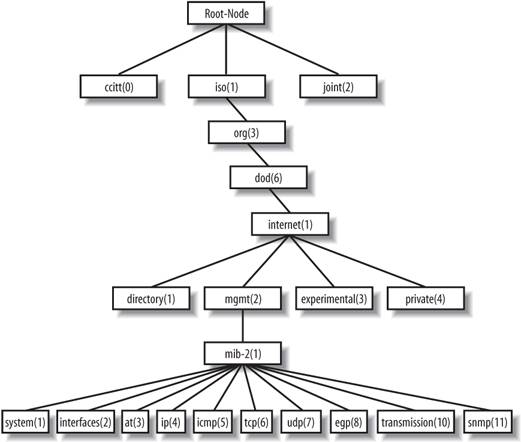 Root-Node
ccitt(0)
iso(1)
joint(2)
org(3)
dod(6)
internet(1)
directory(1)
mgmt(2)
experimental(3)
private(4)
mib-2(1)
system(1)
interfaces(2)
at(3)
ip(4)
icmp(5)
tcp(6)
udp(7)
egp(8)
transmission(10)
snmp(11)